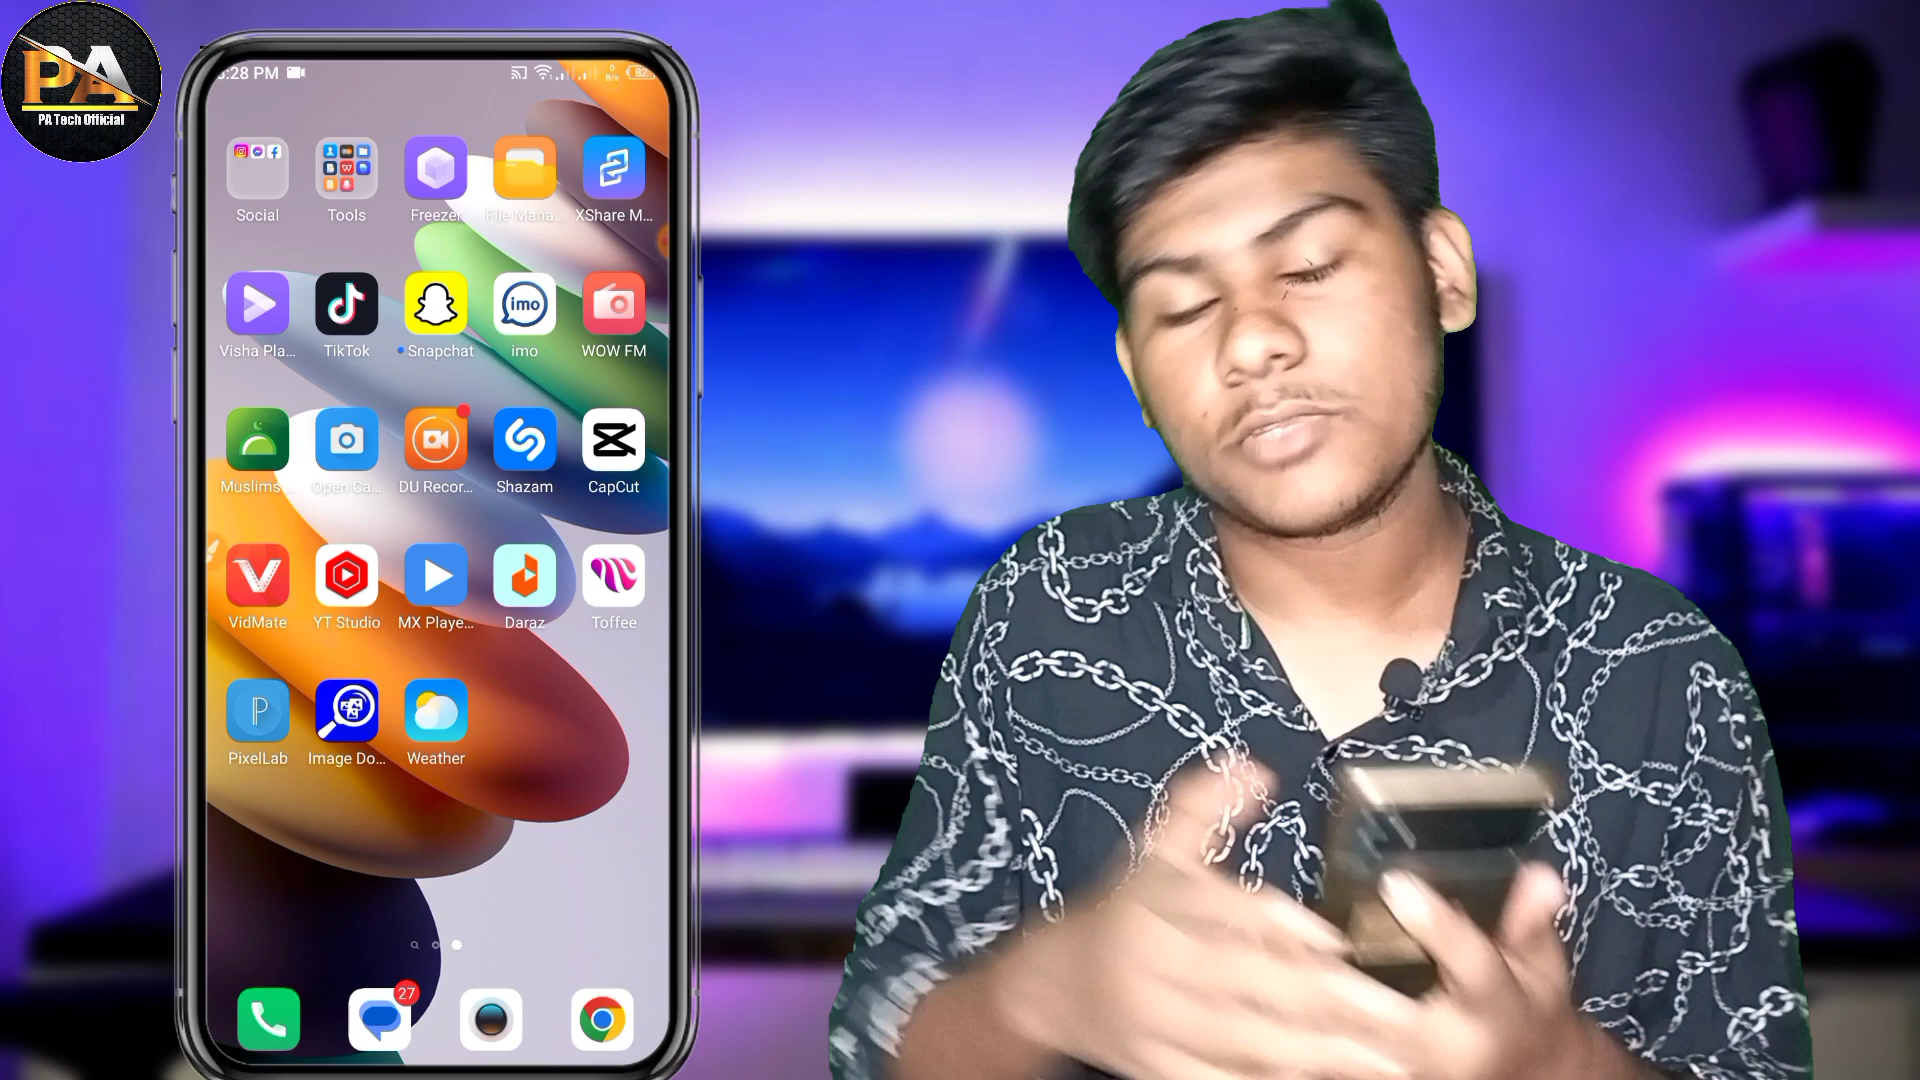 PA
PA Tech Official
:28 PM
82
Social
Tools
Freezer
File Mana...
XShare M...
imo
Visha Pla...
TikTok
Snapchat
imo
WOW FM
Muslims ...
Open Ca...
DU Recor...
Shazam
CapCut
VidMate
YT Studio
MX Playe...
Daraz
Toffee
P
PixelLab
Image Do...
Weather
27